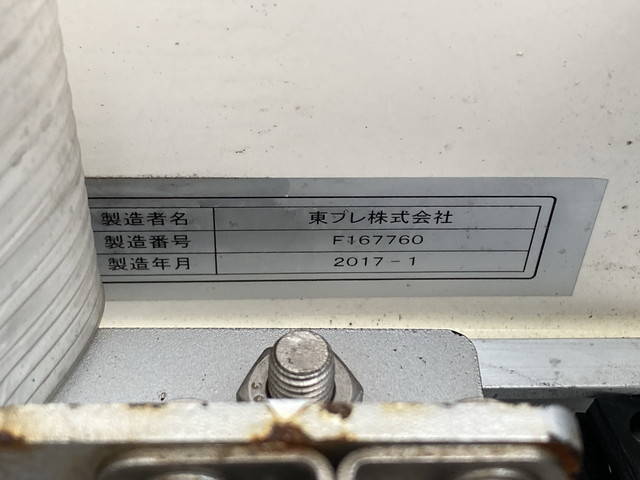 製造者名 東プレ株式会社
製造番号 F167760
製造年月 2017-1